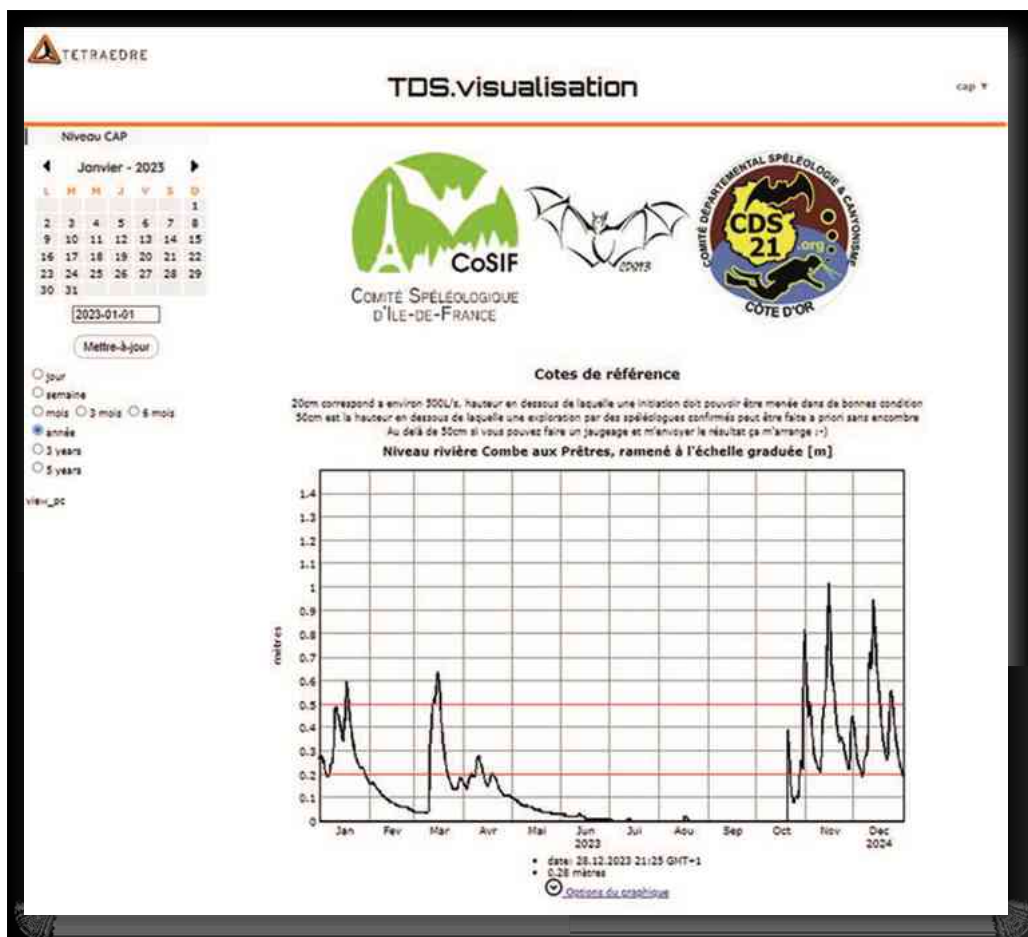 TETRAEDRE
TDS.visualisation
cap ▼
Niveau CAP
Janvier - 2023
L M M J V S D
1
2 3 4 5 6 7 8
9 10 11 12 13 14 15
16 17 18 19 20 21 22
23 24 25 26 27 28 29
30 31
2023-01-01
Mettre-à-jour
jour
semaine
mois 3 mois 6 mois
année
3 years
5 years
view_pc
CoSIF
COMITÉ SPÉLÉOLOGIQUE
D'ILE-DE-FRANCE
COMITÉ DÉPARTEMENTAL SPÉLÉOLOGIE & CANYONISME
CDS
21
.org
CÔTE D'OR
Cotes de référence
20cm correspond a environ 500L/s, hauteur en dessous de laquelle une initiation doit pouvoir être menée dans de bonnes condition
50cm est la hauteur en dessous de laquelle une exploration par des spéléologues confirmés peut être faite a priori sans encombre
Au delà de 50cm si vous pouvez faire un jaugeage et m'envoyer le résultat ça m'arrange :-)
Niveau rivière Combe aux Prêtres, ramené à l'échelle graduée [m]
mètres
1.4
1.3
1.2
1.1
1
0.9
0.8
0.7
0.6
0.5
0.4
0.3
0.2
0.1
0
Jan Fev Mar Avr Mai Jun Jul Aou Sep Oct Nov Dec
2023 2024
date: 28.12.2023 21:25 GMT+1
0.28 mètres
Options du graphique